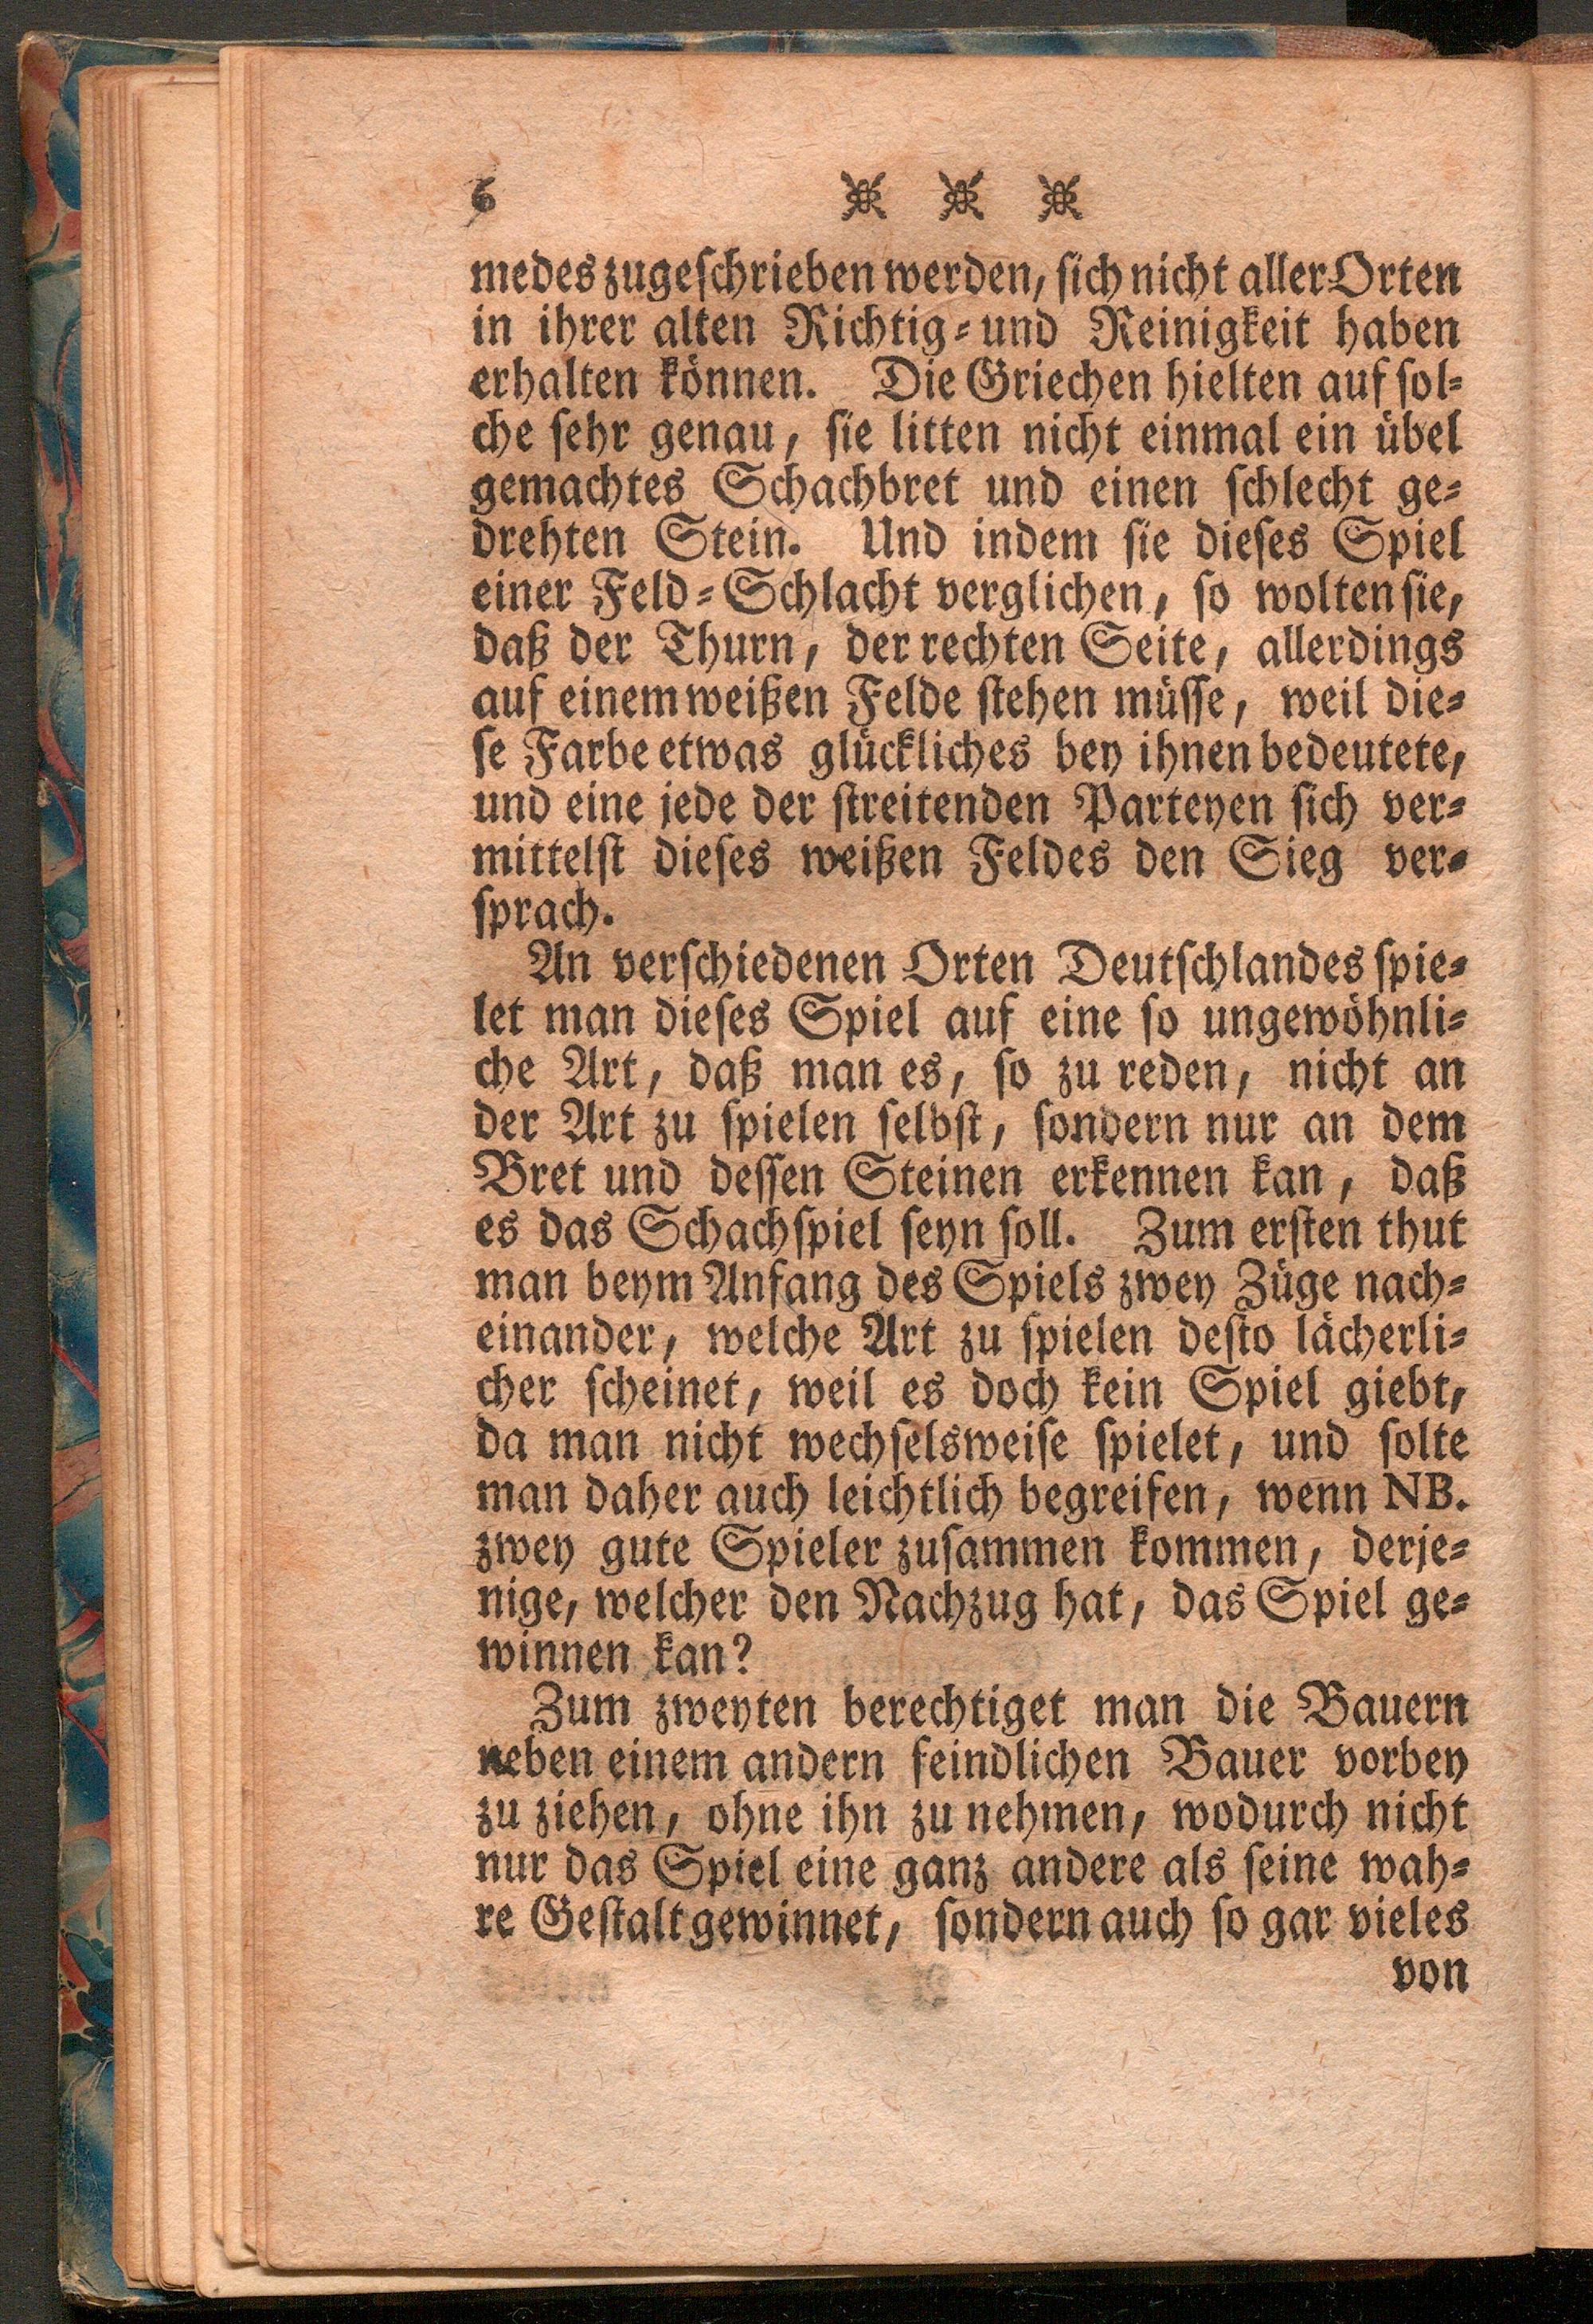 6
medes zugeschrieben werden, sich nicht aller Orten
in ihrer alten Richtig- und Reinigkeit haben
erhalten können. Die Griechen hielten auf sol-
che sehr genau, sie litten nicht einmal ein übel
gemachtes Schachbret und einen schlecht ge-
drehten Stein. Und indem sie dieses Spiel
einer Feld-Schlacht verglichen, so wolten sie,
daß der Thurn, der rechten Seite, allerdings
auf einem weißen Felde stehen müsse, weil die-
se Farbe etwas glückliches bey ihnen bedeutete,
und eine jede der streitenden Parteyen sich ver-
mittelst dieses weißen Feldes den Sieg ver-
sprach.
An verschiedenen Orten Deutschlandes spie-
let man dieses Spiel auf eine so ungewöhnli-
che Art, daß man es, so zu reden, nicht an
der Art zu spielen selbst, sondern nur an dem
Bret und dessen Steinen erkennen kan, daß
es das Schachspiel seyn soll. Zum ersten thut
man beym Anfang des Spiels zwey Züge nach-
einander, welche Art zu spielen desto lächerli-
cher scheinet, weil es doch kein Spiel giebt,
da man nicht wechselsweise spielet, und solte
man daher auch leichtlich begreifen, wenn NB.
zwey gute Spieler zusammen kommen, derje-
nige, welcher den Nachzug hat, das Spiel ge-
winnen kan?
Zum zweyten berechtiget man die Bauern
neben einem andern feindlichen Bauer vorbey
zu ziehen, ohne ihn zu nehmen, wodurch nicht
nur das Spiel eine ganz andere als seine wah-
re Gestalt gewinnet, sondern auch so gar vieles
von